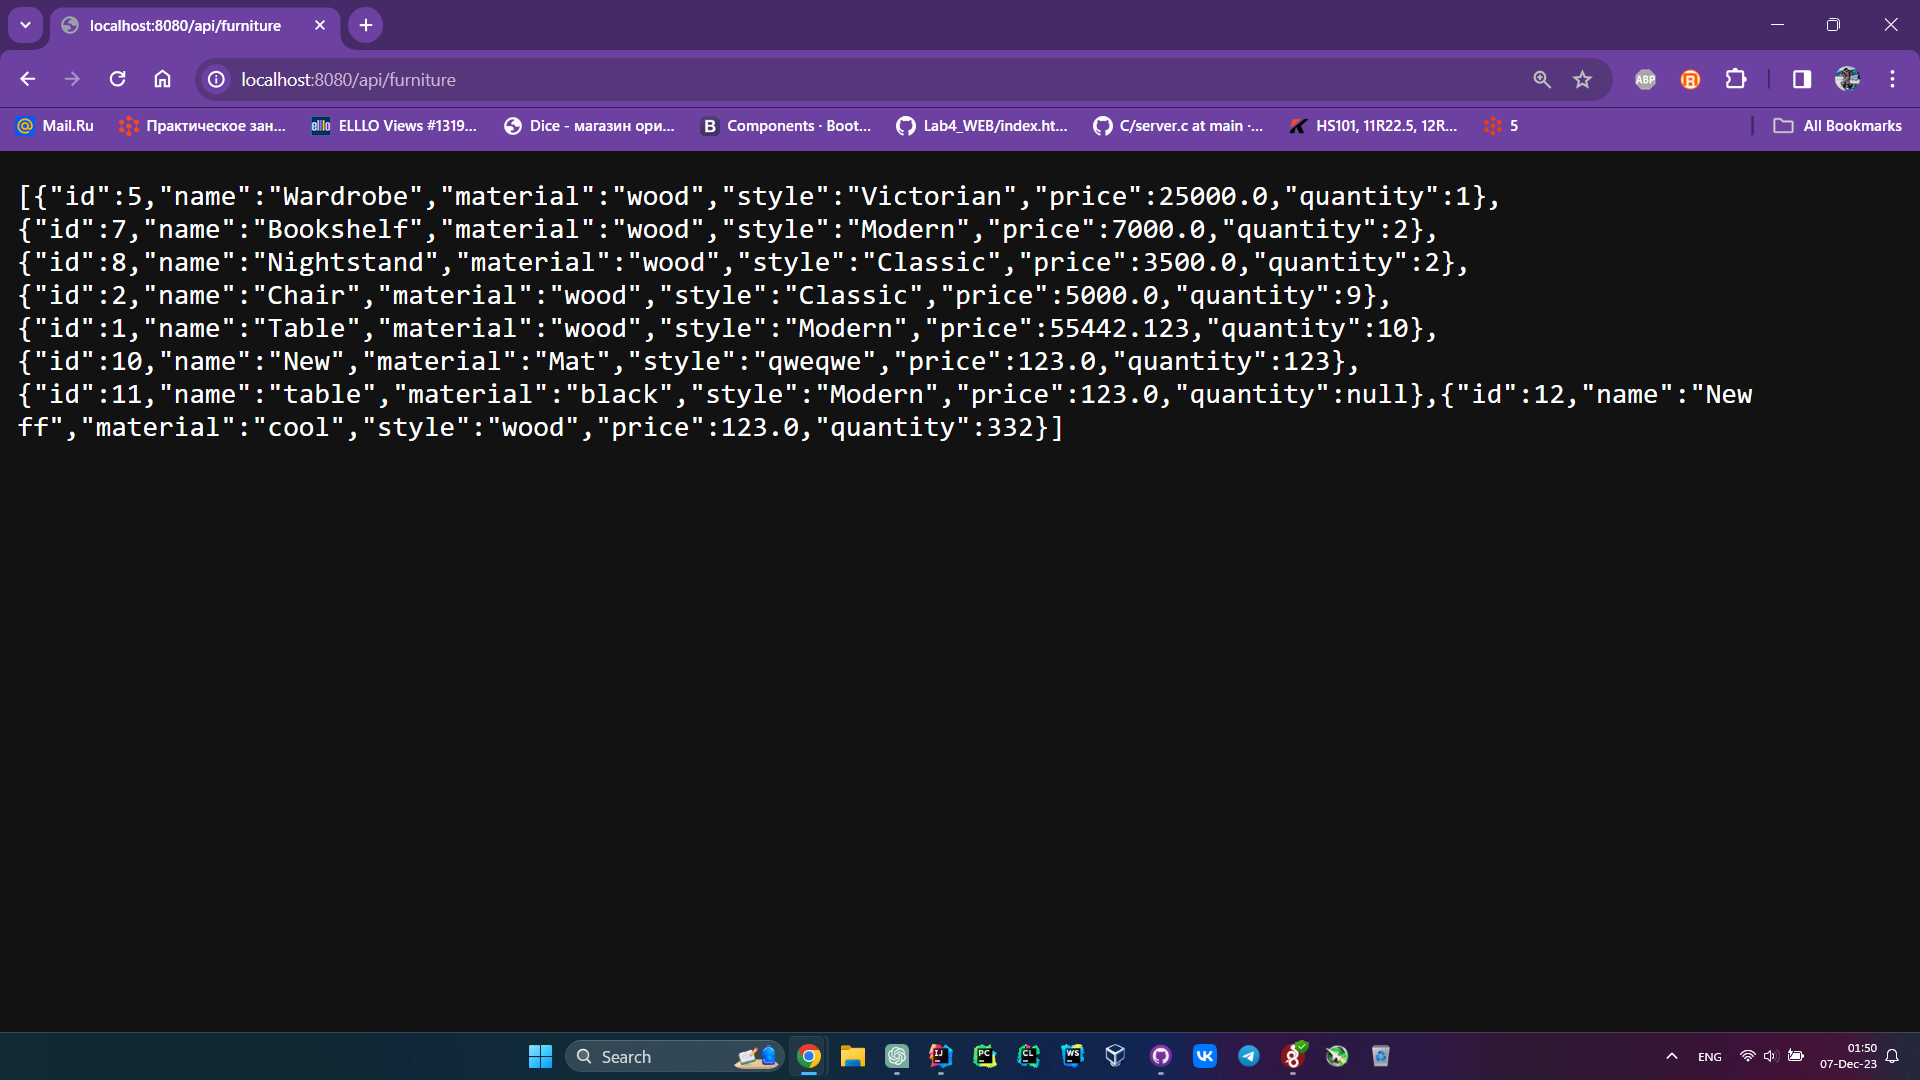 localhost:8080/api/furniture
localhost:8080/api/furniture
ABP
Mail.Ru
Практическое зан...
elllo
ELLLO Views #1319...
Dice - магазин ори...
B
Components · Boot...
Lab4_WEB/index.ht...
C/server.c at main ·...
HS101, 11R22.5, 12R...
5
All Bookmarks
[{"id":5,"name":"Wardrobe","material":"wood","style":"Victorian","price":25000.0,"quantity":1},
{"id":7,"name":"Bookshelf","material":"wood","style":"Modern","price":7000.0,"quantity":2},
{"id":8,"name":"Nightstand","material":"wood","style":"Classic","price":3500.0,"quantity":2},
{"id":2,"name":"Chair","material":"wood","style":"Classic","price":5000.0,"quantity":9},
{"id":1,"name":"Table","material":"wood","style":"Modern","price":55442.123,"quantity":10},
{"id":10,"name":"New","material":"Mat","style":"qweqwe","price":123.0,"quantity":123},
{"id":11,"name":"table","material":"black","style":"Modern","price":123.0,"quantity":null},{"id":12,"name":"New
ff","material":"cool","style":"wood","price":123.0,"quantity":332}]
Search
IJ
PC
CL
WS
VK
ENG
01:50
07-Dec-23